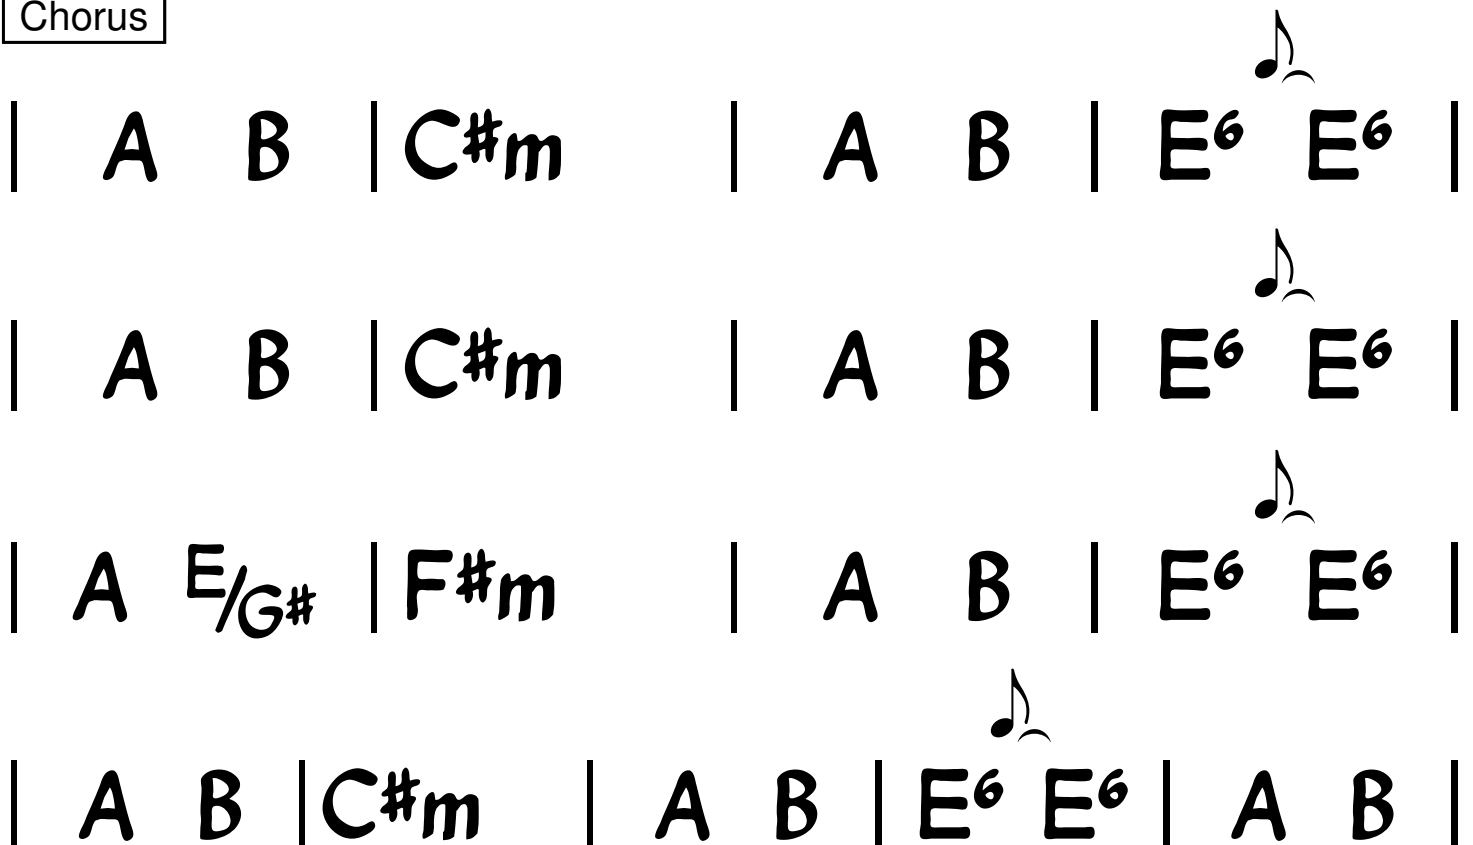 Chorus
| A B | C#m | A B | E6 E6 |
| A B | C#m | A B | E6 E6 |
| A E/G# | F#m | A B | E6 E6 |
| A B | C#m | A B | E6 E6 | A B |